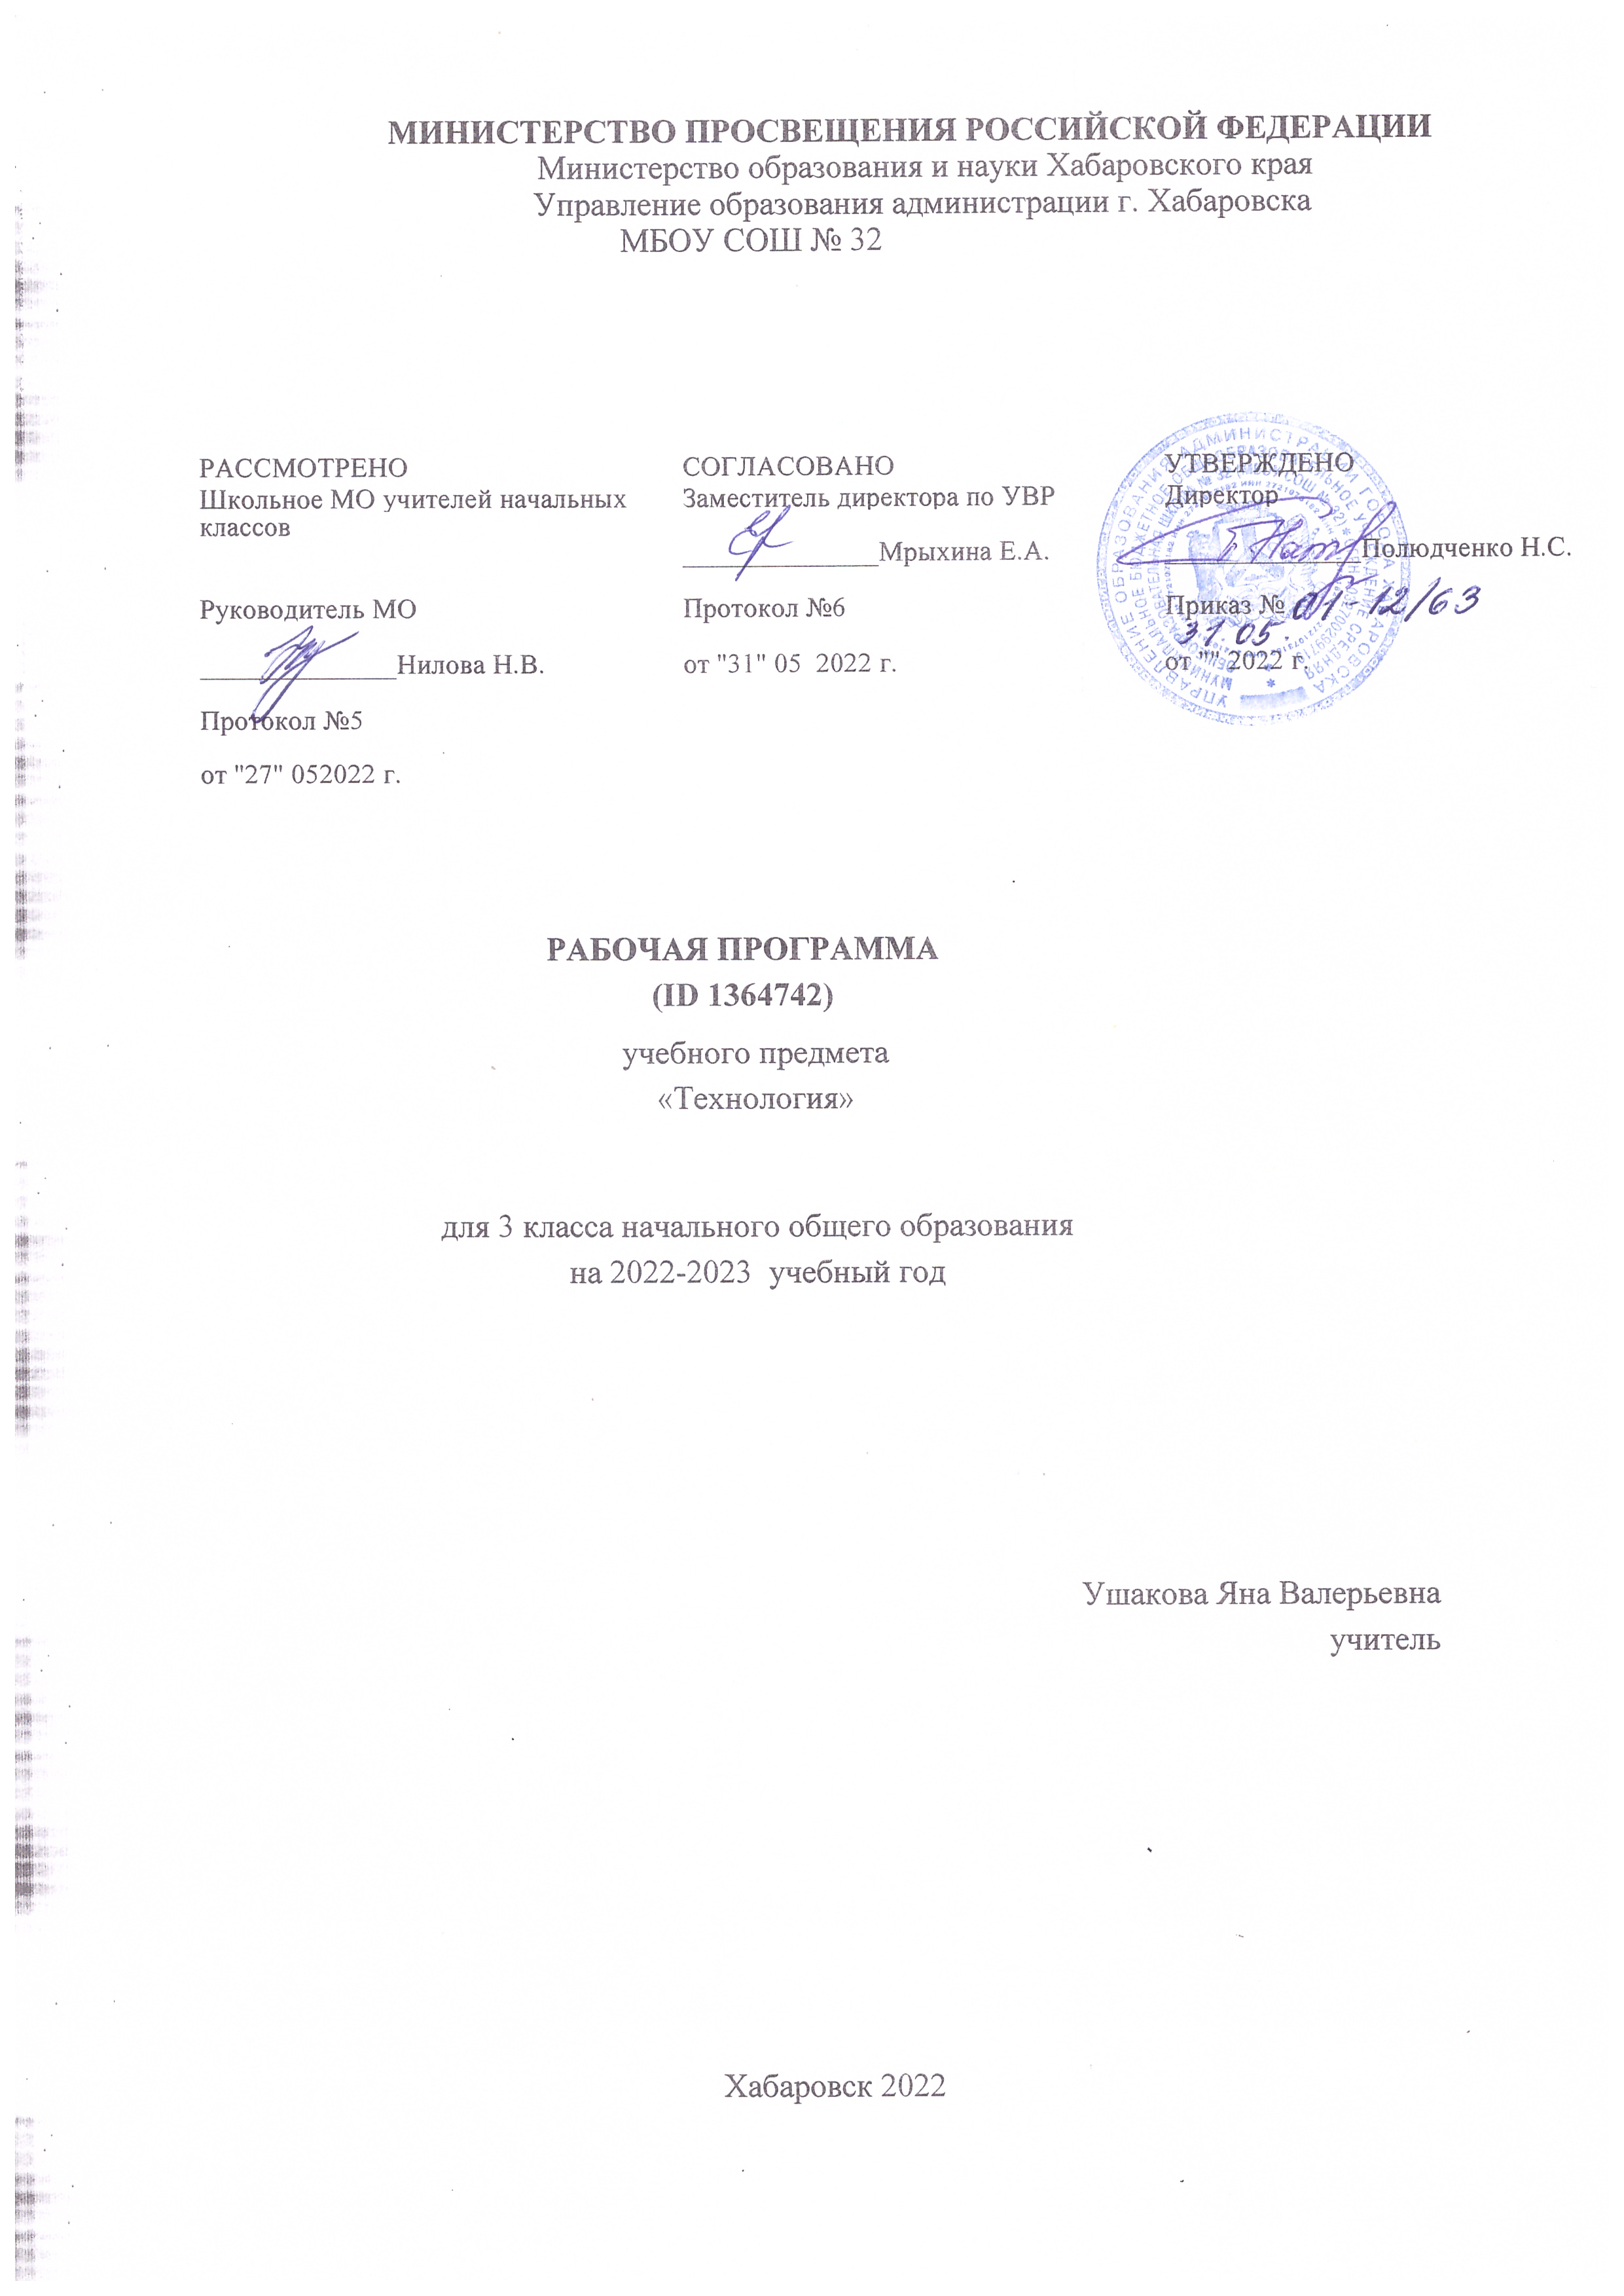 МИНИСТЕРСТВО ПРОСВЕЩЕНИЯ РОССИЙСКОЙ ФЕДЕРАЦИИ
Министерство образования и науки Хабаровского края
Управление образования администрации г. Хабаровска
МБОУ СОШ № 32
РАССМОТРЕНО
Школьное МО учителей начальных
классов
Руководитель МО
______________Нилова Н.В.
Протокол №5
от "27" 052022 г.
СОГЛАСОВАНО
Заместитель директора по УВР
______________Мрыхина Е.А.
Протокол №6
от "31" 05 2022 г.
УТВЕРЖДЕНО
Директор
______________Полюдченко Н.С.
Приказ № 01-12/63
31.05.
от "" 2022 г.
РАБОЧАЯ ПРОГРАММА
(ID 1364742)
учебного предмета
«Технология»
для 3 класса начального общего образования
на 2022-2023 учебный год
Ушакова Яна Валерьевна
учитель
Хабаровск 2022